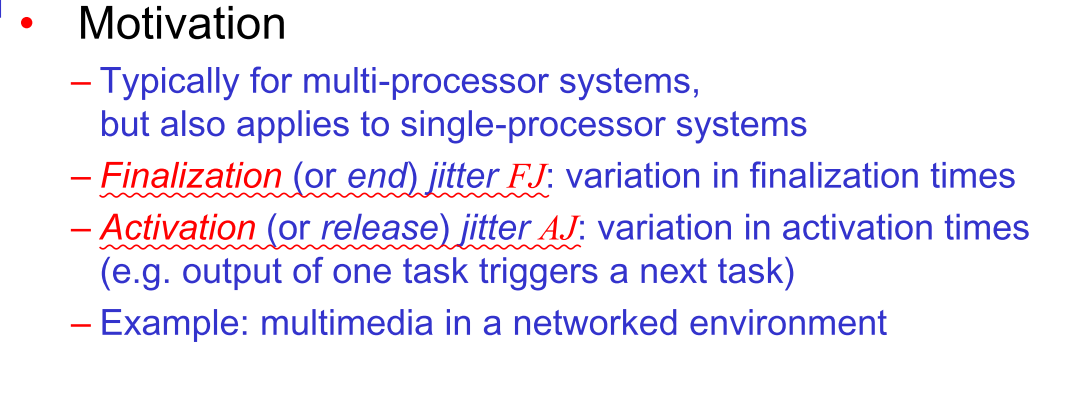 • Motivation
– Typically for multi-processor systems,
but also applies to single-processor systems
– Finalization (or end) jitter FJ: variation in finalization times
– Activation (or release) jitter AJ: variation in activation times
(e.g. output of one task triggers a next task)
– Example: multimedia in a networked environment